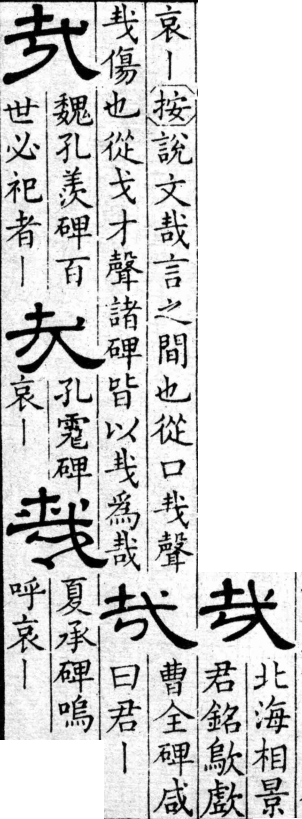 𢦏
北海相景
君銘歍歔
哀丨按說文哉言之間也從口𢦏聲
𢦏傷也從戈才聲諸碑皆以𢦏爲哉
𢦏
曹全碑咸
曰君丨
𢦏
魏孔羨碑百
世必祀者丨
𢦏
孔碑
哀丨
㦲
夏承碑嗚
呼哀丨